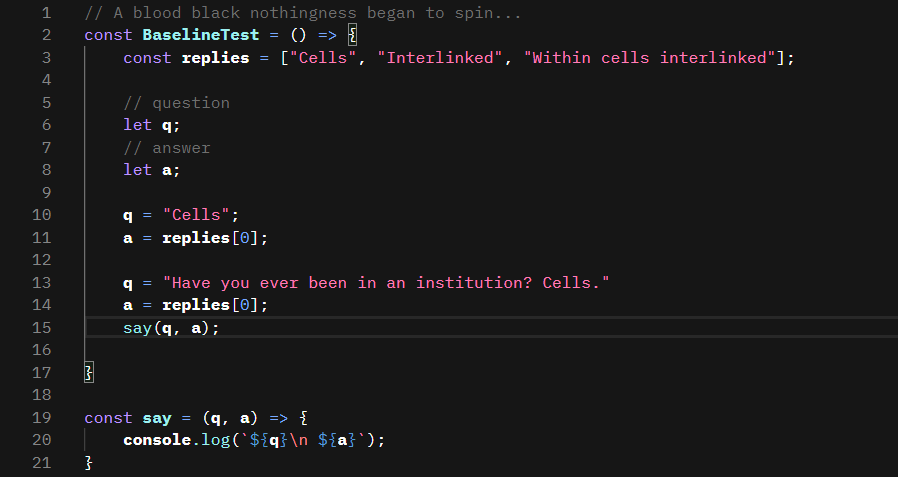 1 // A blood black nothingness began to spin...
2 const BaselineTest = () => {
3     const replies = ["Cells", "Interlinked", "Within cells interlinked"];
4
5     // question
6     let q;
7     // answer
8     let a;
9
10     q = "Cells";
11     a = replies[0];
12
13     q = "Have you ever been in an institution? Cells."
14     a = replies[0];
15     say(q, a);
16
17 }
18
19 const say = (q, a) => {
20     console.log(`${q}\n ${a}`);
21 }